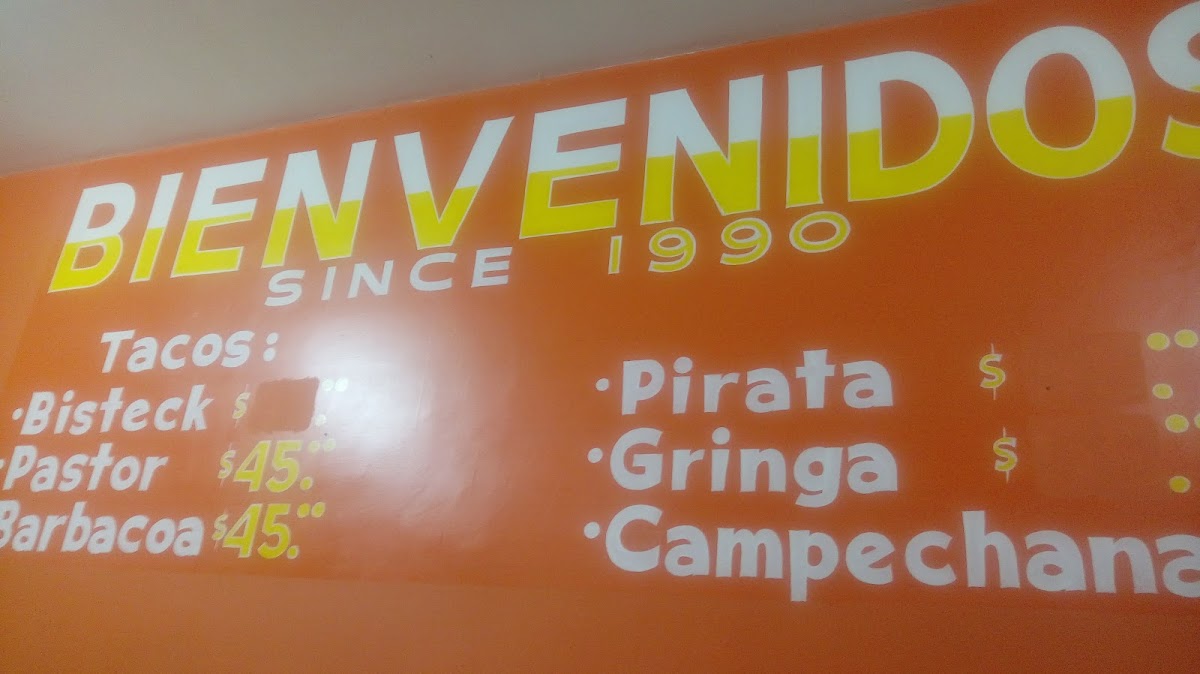 BIENVENIDOS
SINCE 1990
Tacos:
·Bisteck $ .°°
·Pastor $45.°°
Barbacoa $45.°°
·Pirata $
·Gringa $
·Campechana